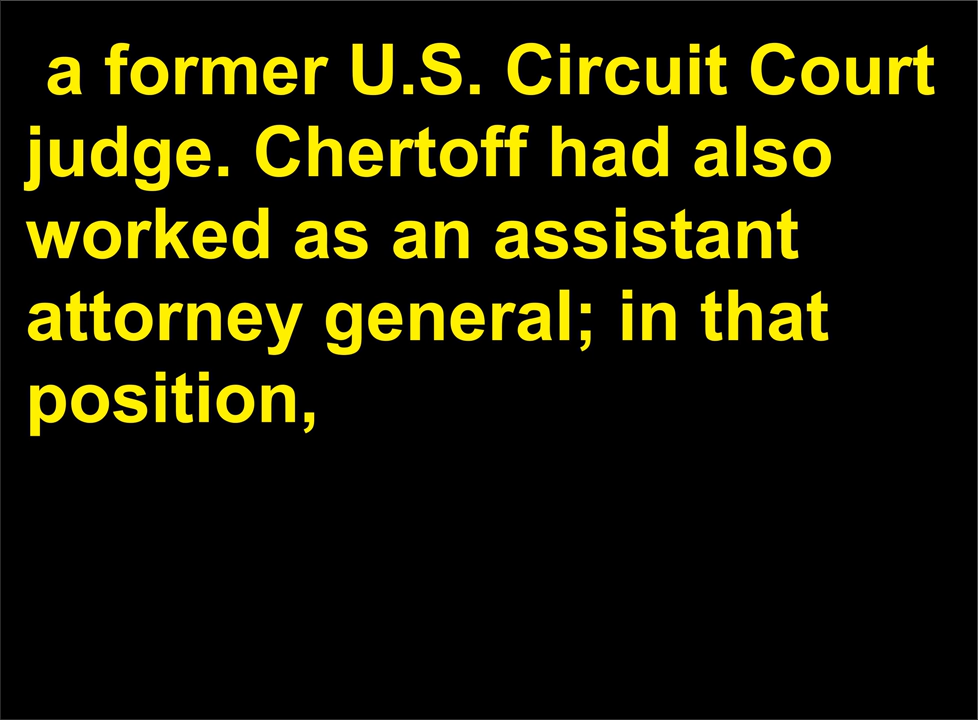 a former U.S. Circuit Court
judge. Chertoff had also
worked as an assistant
attorney general; in that
position,